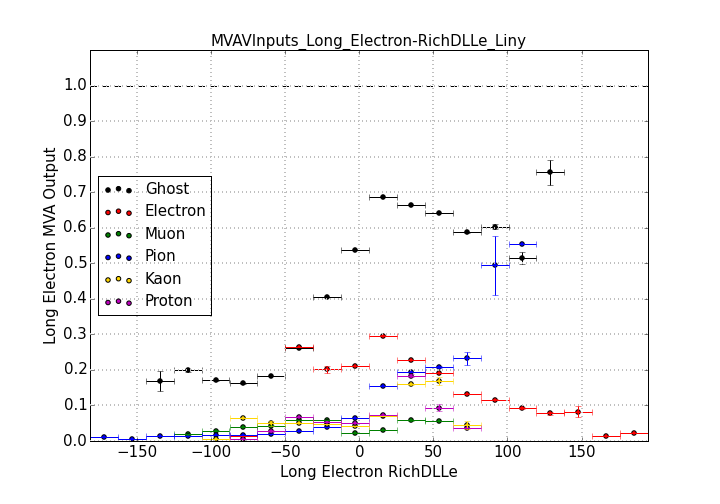 MVAVInputs_Long_Electron-RichDLLe_Liny
1.0
0.9
0.8
0.7
0.6
0.5
0.4
0.3
0.2
0.1
0.0
Long Electron MVA Output
Ghost
Electron
Muon
Pion
Kaon
Proton
−150 −100 −50 0 50 100 150
Long Electron RichDLLe